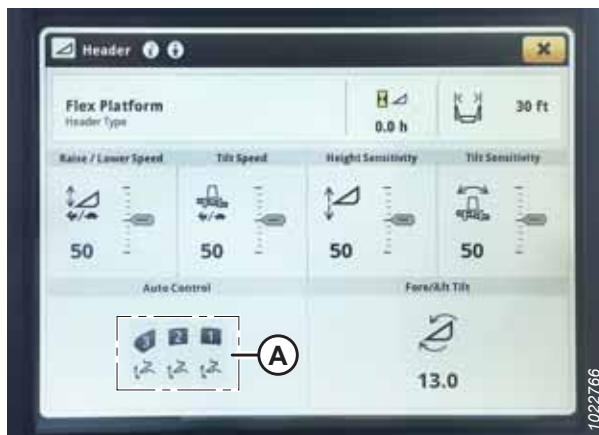 Header
Flex Platform
Header Type
0.0 h
30 ft
Raise / Lower Speed
Tilt Speed
Height Sensitivity
Tilt Sensitivity
50
50
50
50
Auto Control
Fore/Aft Tilt
3 2 1
A
13.0
1022766